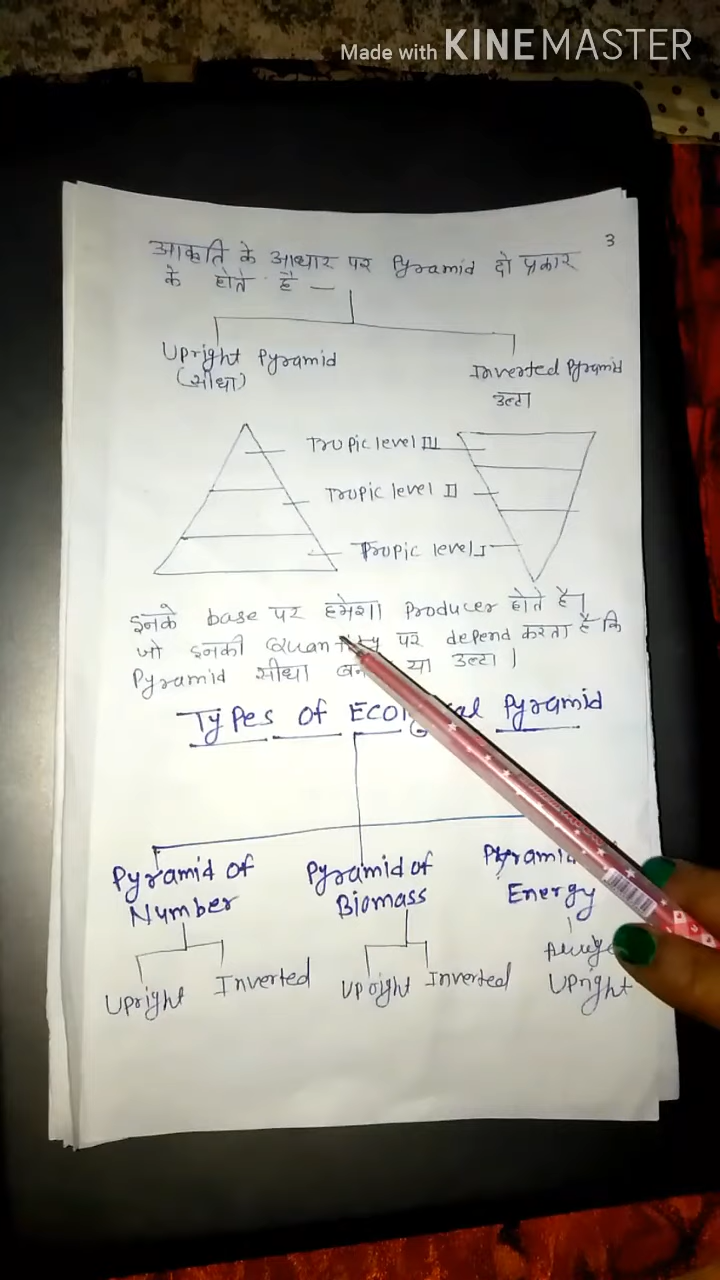 Made with KINEMASTER
3
आकृति के आधार पर Pyramid दो प्रकार
के होते है —
Upright Pyramid
(सीधा)
Inverted Pyramid
उल्टा
Tropic level III
Tropic level II
Tropic level I
इनके base पर हमेशा Producer होते है।
जो इनकी Quantity पर depend करता है कि
Pyramid सीधा या उल्टा।
Types of Pyramid
Pyramid of
Number
Pyramid of
Biomass
Energy
Upright
Inverted
Upright
Inverted
Upright